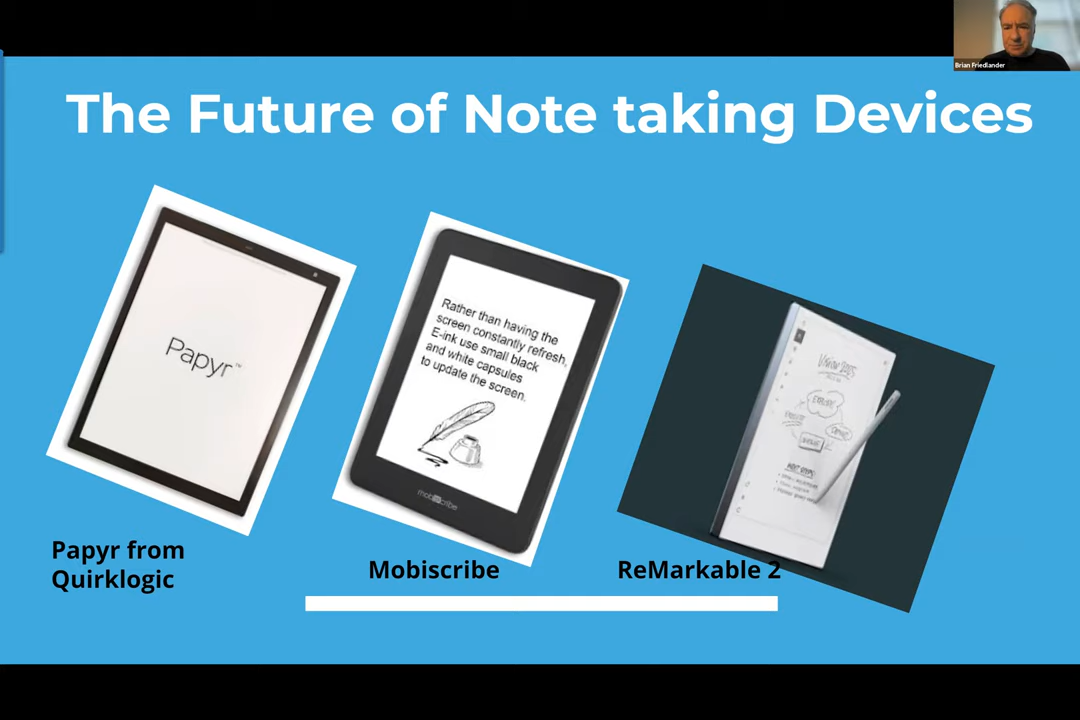 Brian Friedlander
The Future of Note taking Devices
Papyr™
Rather than having the
screen constantly refresh,
E-ink use small black
and white capsules
to update the screen.
mobiscribe
Papyr from
Quirklogic
Mobiscribe
ReMarkable 2